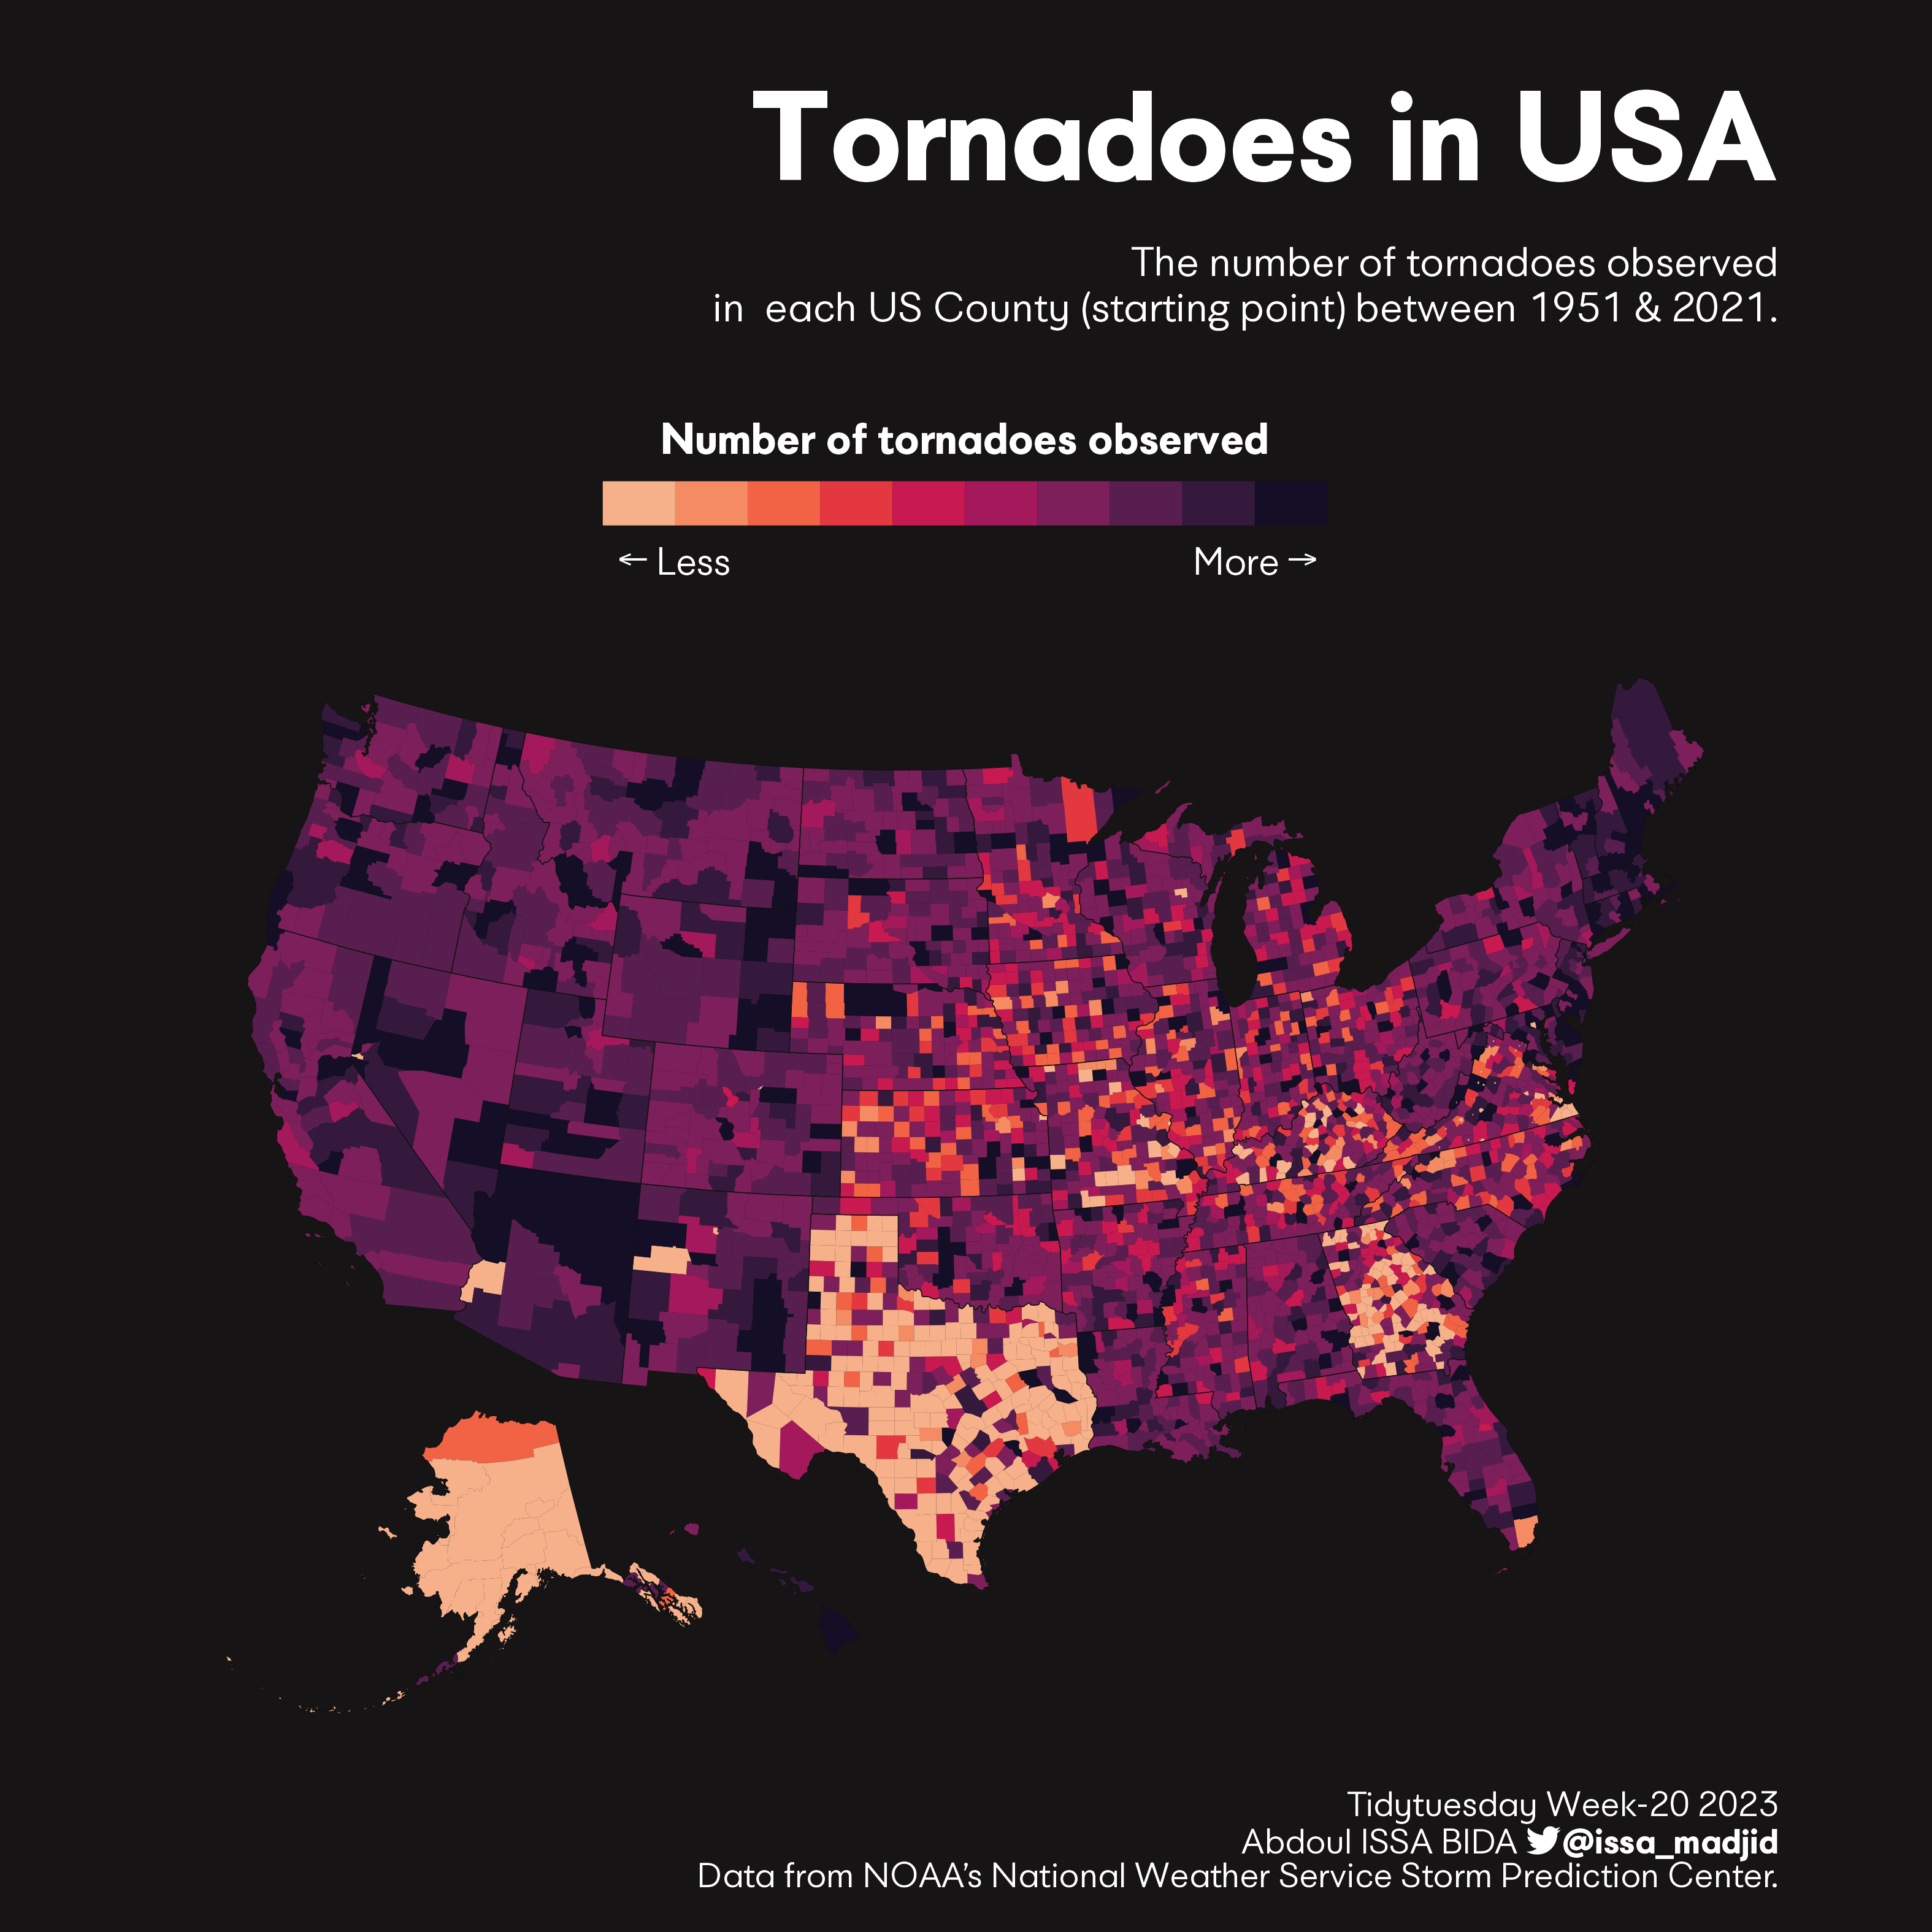 Tornadoes in USA
The number of tornadoes observed
in each US County (starting point) between 1951 & 2021.
Number of tornadoes observed
← Less
More →
Tidytuesday Week-20 2023
Abdoul ISSA BIDA @issa_madjid
Data from NOAA’s National Weather Service Storm Prediction Center.